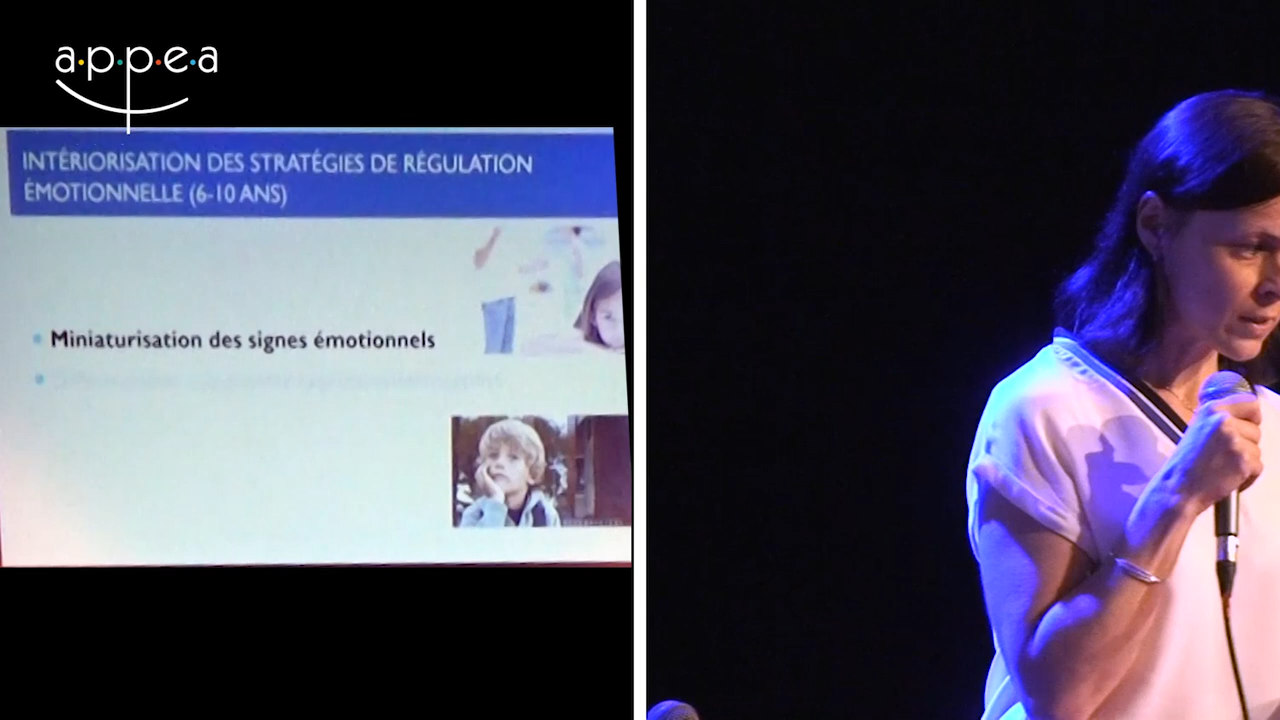 a·p·p·e·a
INTÉRIORISATION DES STRATÉGIES DE RÉGULATION
ÉMOTIONNELLE (6-10 ANS)
Miniaturisation des signes émotionnels